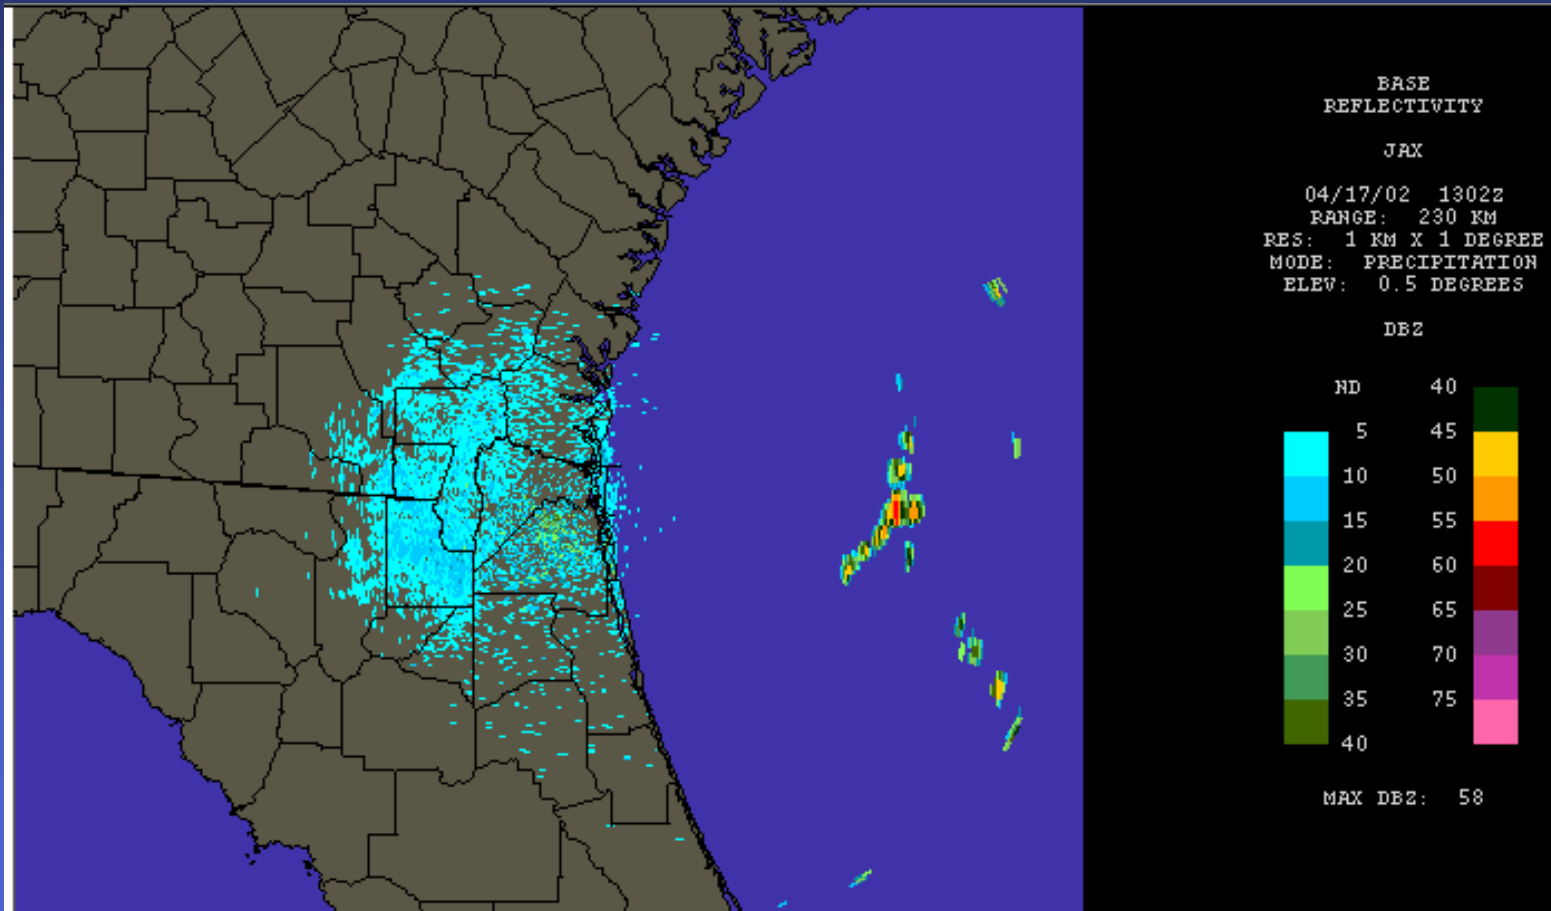 BASE
REFLECTIVITY
JAX
04/17/02 1302Z
RANGE: 230 KM
RES: 1 KM X 1 DEGREE
MODE: PRECIPITATION
ELEV: 0.5 DEGREES
DBZ
ND 40
5 45
10 50
15 55
20 60
25 65
30 70
35 75
40
MAX DBZ: 58